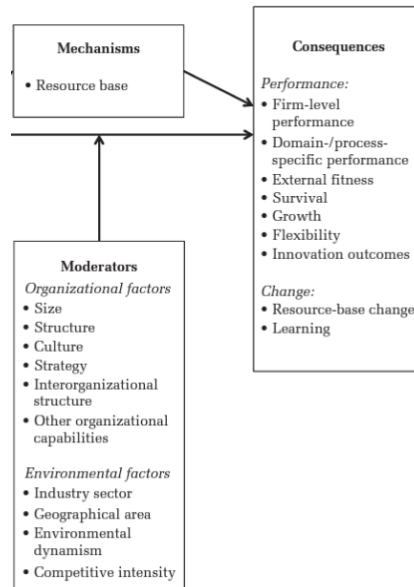 Mechanisms
• Resource base
Consequences
Performance:
• Firm-level
performance
• Domain-/process-
specific performance
• External fitness
• Survival
• Growth
• Flexibility
• Innovation outcomes
Change:
• Resource-base change
• Learning
Moderators
Organizational factors
• Size
• Structure
• Culture
• Strategy
• Interorganizational
structure
• Other organizational
capabilities
Environmental factors
• Industry sector
• Geographical area
• Environmental
dynamism
• Competitive intensity